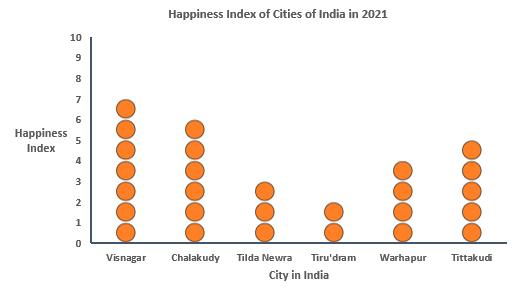 Happiness Index of Cities of India in 2021
10
9
8
7
6
5
4
3
2
1
0
Happiness
Index
Visnagar Chalakudy Tilda Newra Tiru'dram Warhapur Tittakudi
City in India